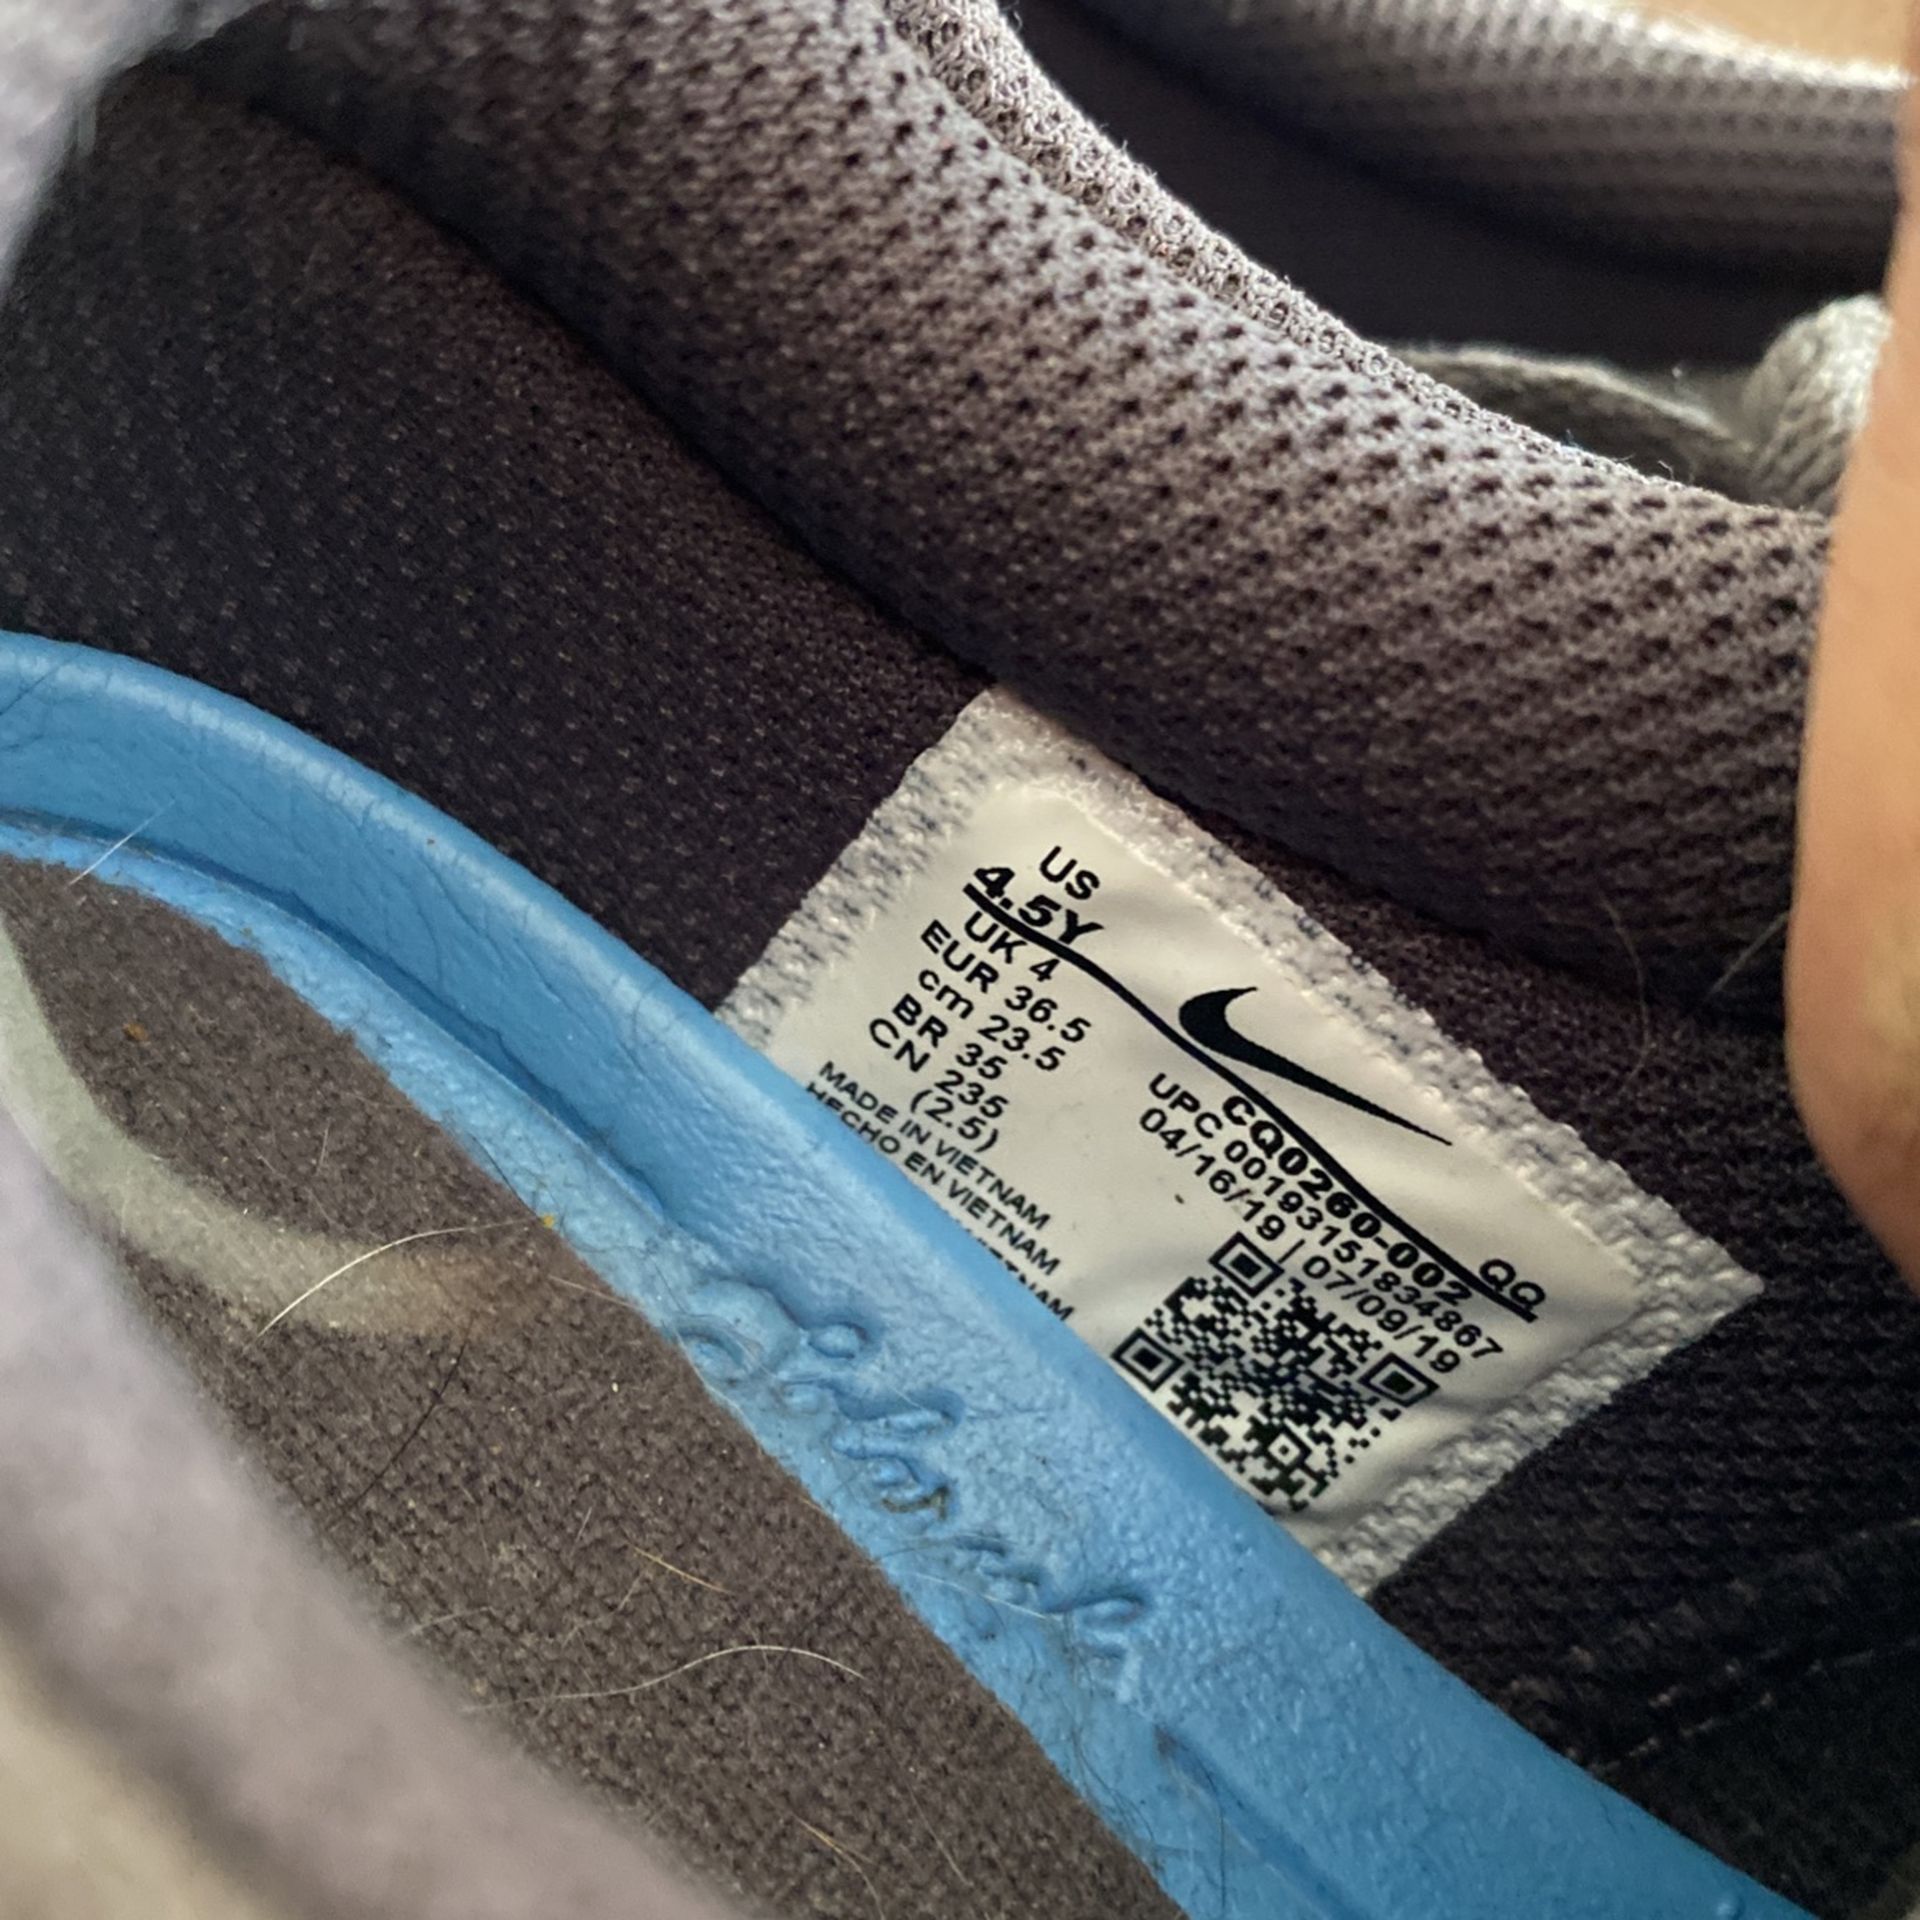 US
4.5Y
UK 4
EUR 36.5
cm 23.5
BR 35
CN 235
(2.5)
MADE IN VIETNAM
HECHO EN VIETNAM
QQ
CQ0260-002
UPC 00193151834867
04/16/19 | 07/09/19